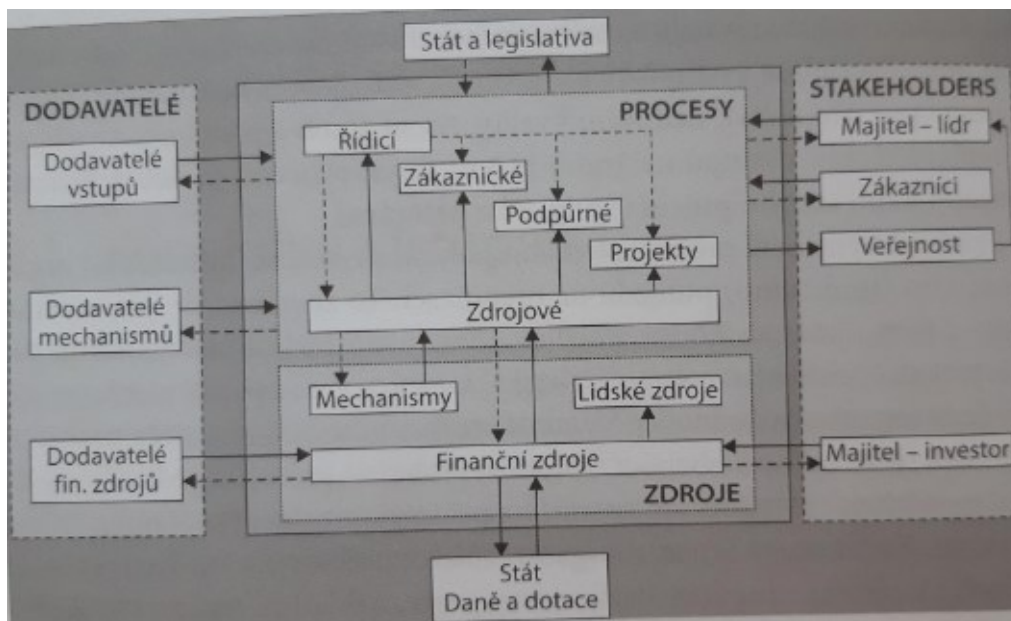 Stát a legislativa
DODAVATELÉ
PROCESY
STAKEHOLDERS
Řídicí
Majitel – lídr
Dodavatelé
vstupů
Zákaznické
Zákazníci
Podpůrné
Projekty
Veřejnost
Dodavatelé
mechanismů
Zdrojové
Mechanismy
Lidské zdroje
Dodavatelé
fin. zdrojů
Finanční zdroje
Majitel – investor
ZDROJE
Stát
Daně a dotace